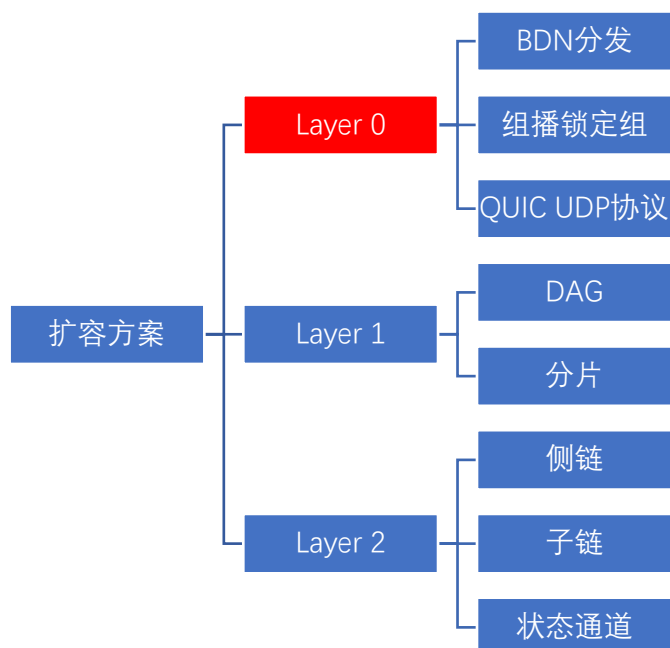 扩容方案
Layer 0
BDN分发
组播锁定组
QUIC UDP协议
Layer 1
DAG
分片
Layer 2
侧链
子链
状态通道